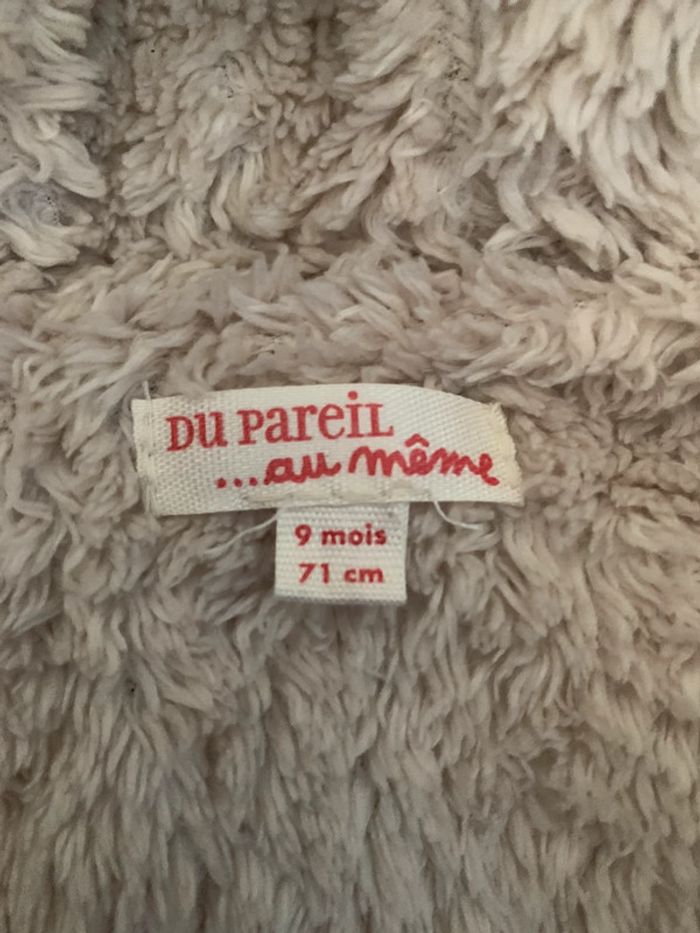 Du Pareil
...au même
9 mois
71 cm